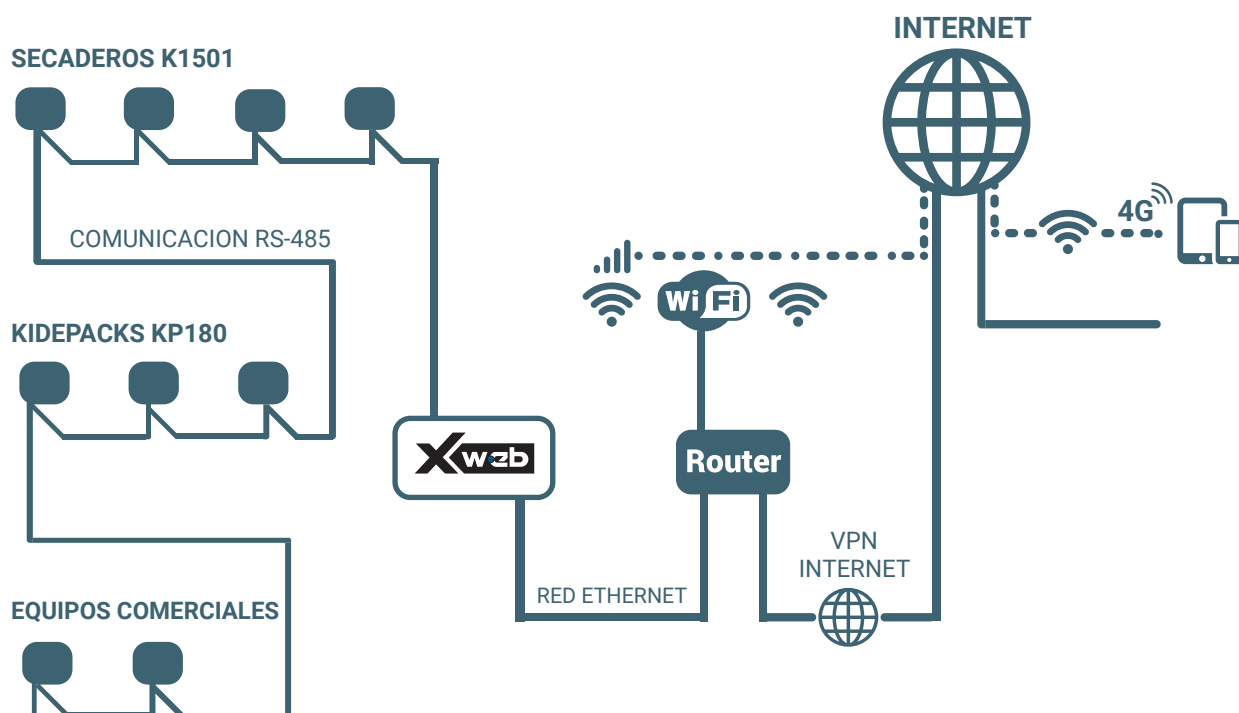 INTERNET
SECADEROS K1501
COMUNICACION RS-485
4G
KIDEPACKS KP180
Wi Fi
Xweb
Router
VPN
INTERNET
RED ETHERNET
EQUIPOS COMERCIALES